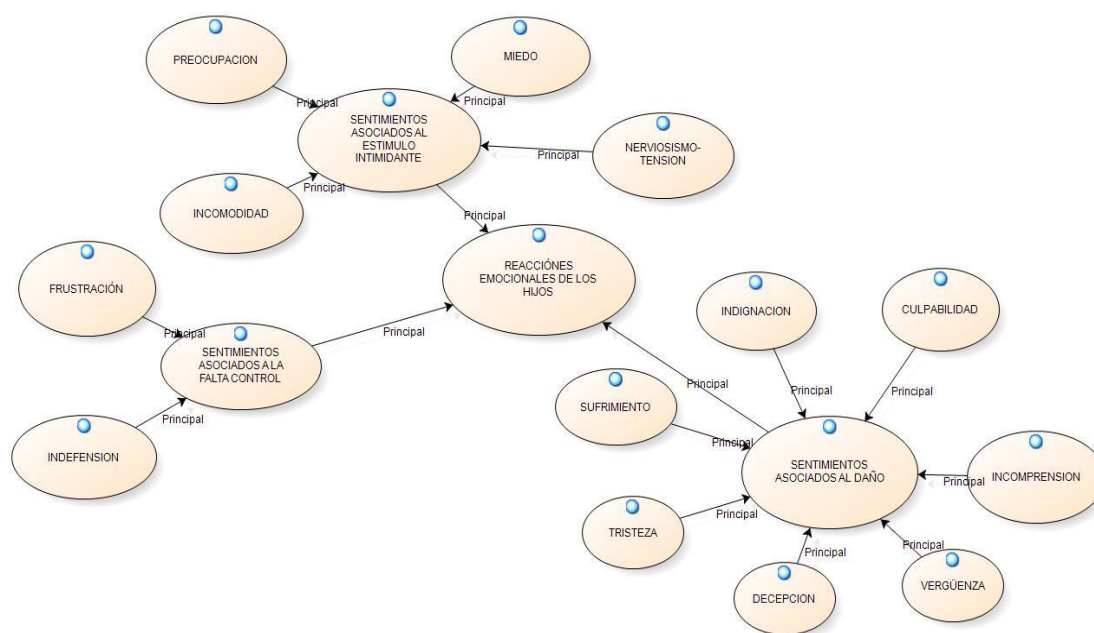 PREOCUPACION
MIEDO
Principal
Principal
SENTIMIENTOS
ASOCIADOS AL
ESTIMULO
INTIMIDANTE
NERVIOSISMO-
TENSION
Principal
Principal
INCOMODIDAD
Principal
REACCIÓNES
EMOCIONALES DE LOS
HIJOS
FRUSTRACIÓN
Principal
SENTIMIENTOS
ASOCIADOS A LA
FALTA CONTROL
Principal
INDEFENSION
Principal
INDIGNACION
CULPABILIDAD
Principal
Principal
Principal
SUFRIMIENTO
Principal
SENTIMIENTOS
ASOCIADOS AL DAÑO
INCOMPRENSION
Principal
TRISTEZA
Principal
DECEPCION
Principal
VERGÜENZA
Principal